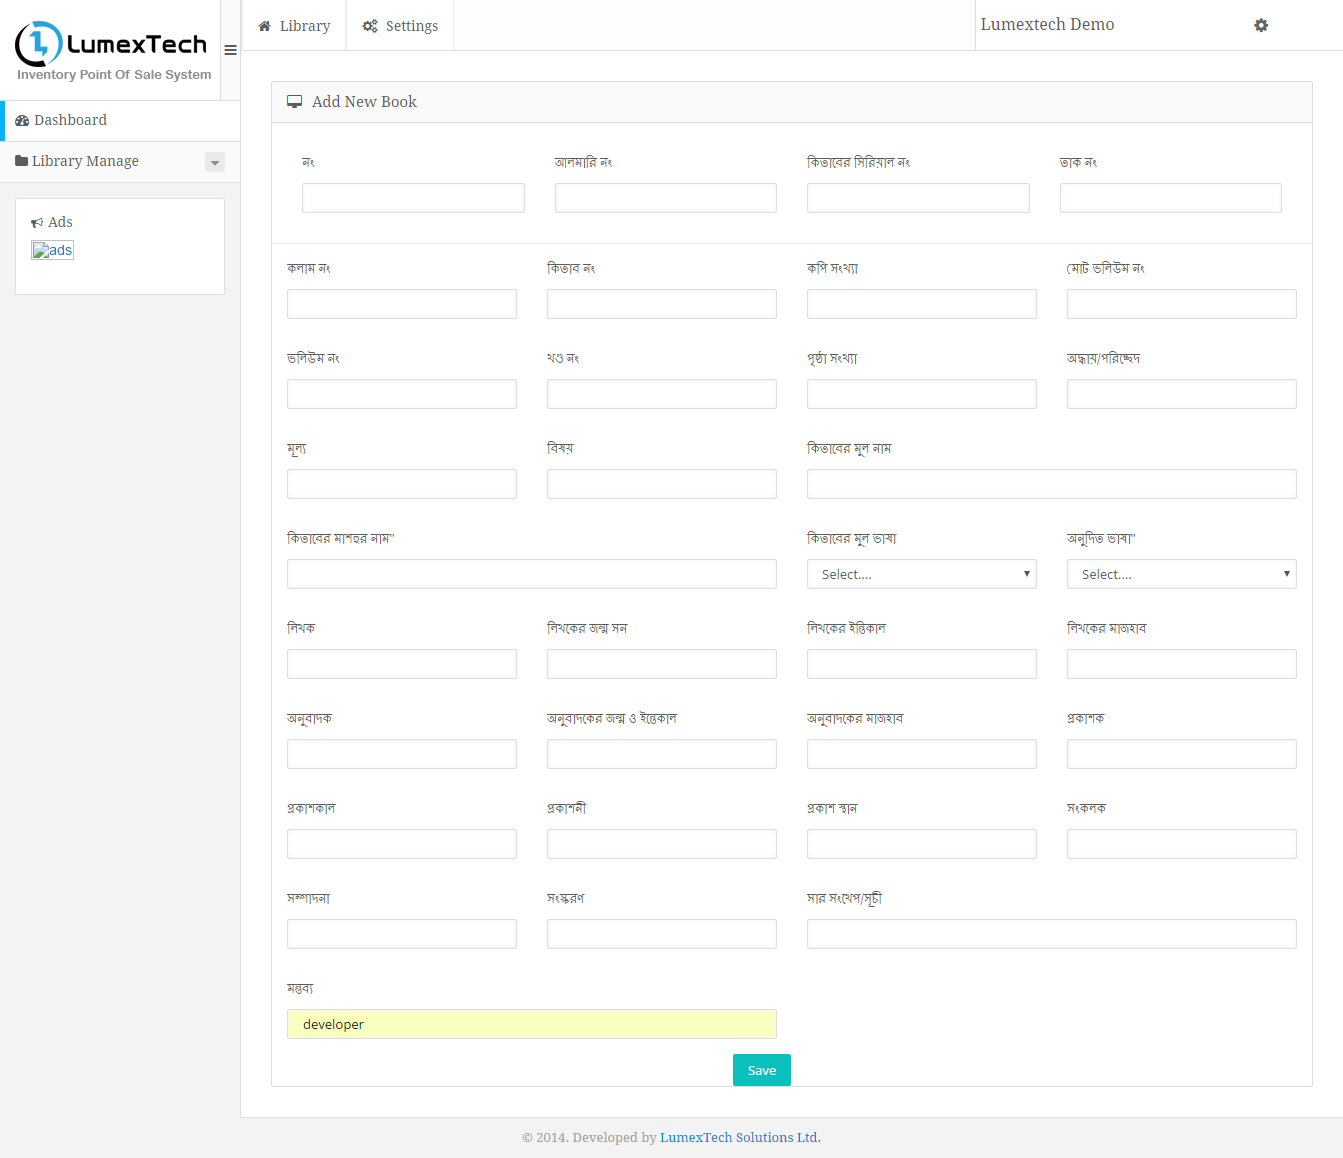 LumexTech
Inventory Point Of Sale System
Library
Settings
Lumextech Demo
Dashboard
Library Manage
Ads
ads
Add New Book
নং আলমারি নং কিতাবের সিরিয়াল নং তাক নং
কলাম নং কিতাব নং কপি সংখ্যা মোট ভলিউম নং
ভলিউম নং খণ্ড নং পৃষ্ঠা সংখ্যা অদ্ধায়/পরিচ্ছেদ
মূল্য বিষয় কিতাবের মুল নাম
কিতাবের মাশহুর নাম" কিতাবের মুল ভাষা অনুদিত ভাষা"
Select.... Select....
লিখক লিখকের জন্ম সন লিখকের ইন্তিকাল লিখকের মাজহাব
অনুবাদক অনুবাদকের জন্ম ও ইন্তেকাল অনুবাদকের মাজহাব প্রকাশক
প্রকাশকাল প্রকাশনী প্রকাশ স্থান সংকলক
সম্পাদনা সংস্করণ সার সংখেপ/সূচী
মন্তব্য
developer
Save
© 2014. Developed by LumexTech Solutions Ltd.